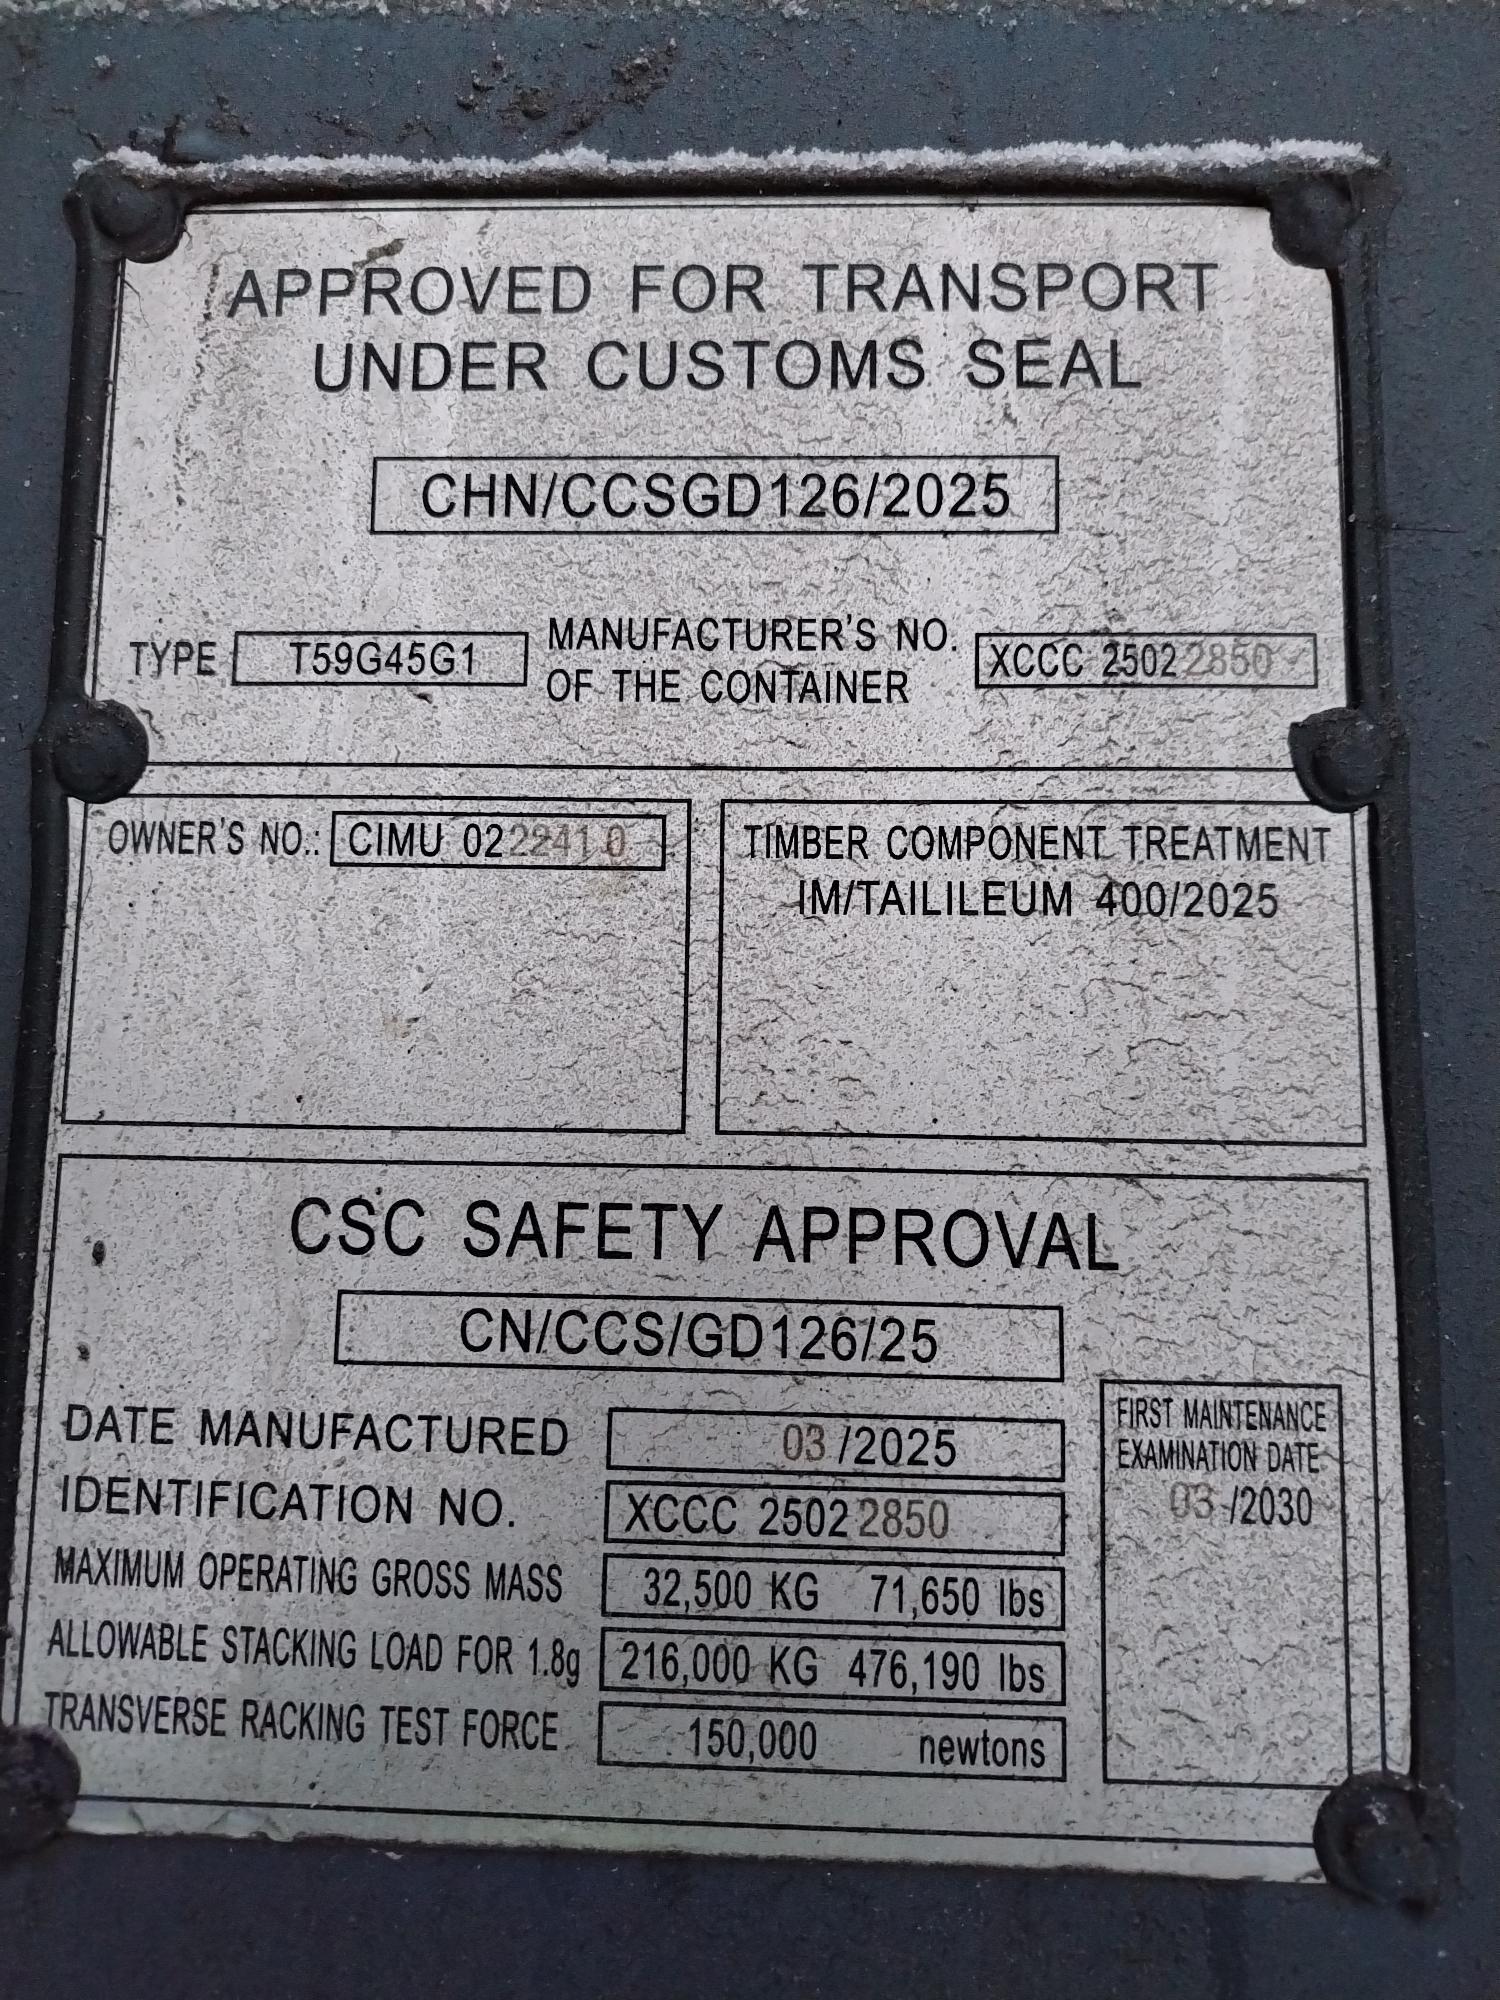 APPROVED FOR TRANSPORT
UNDER CUSTOMS SEAL
CHN/CCSGD126/2025
TYPE T59G45G1 MANUFACTURER'S NO. OF THE CONTAINER XCCC 25022850
OWNER'S NO.: CIMU 022241 0
TIMBER COMPONENT TREATMENT
IM/TAILILEUM 400/2025
CSC SAFETY APPROVAL
CN/CCS/GD126/25
DATE MANUFACTURED 03/2025
IDENTIFICATION NO. XCCC 25022850
MAXIMUM OPERATING GROSS MASS 32,500 KG 71,650 lbs
ALLOWABLE STACKING LOAD FOR 1.8g 216,000 KG 476,190 lbs
TRANSVERSE RACKING TEST FORCE 150,000 newtons
FIRST MAINTENANCE
EXAMINATION DATE
03/2030